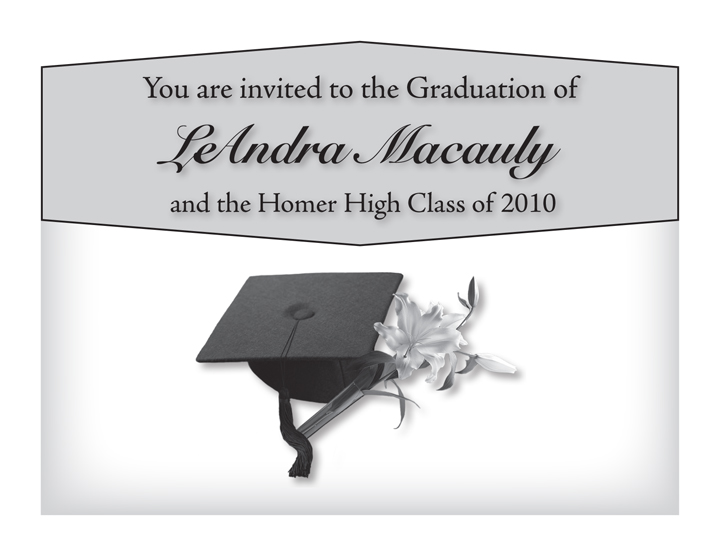 You are invited to the Graduation of
LeAndra Macauly
and the Homer High Class of 2010